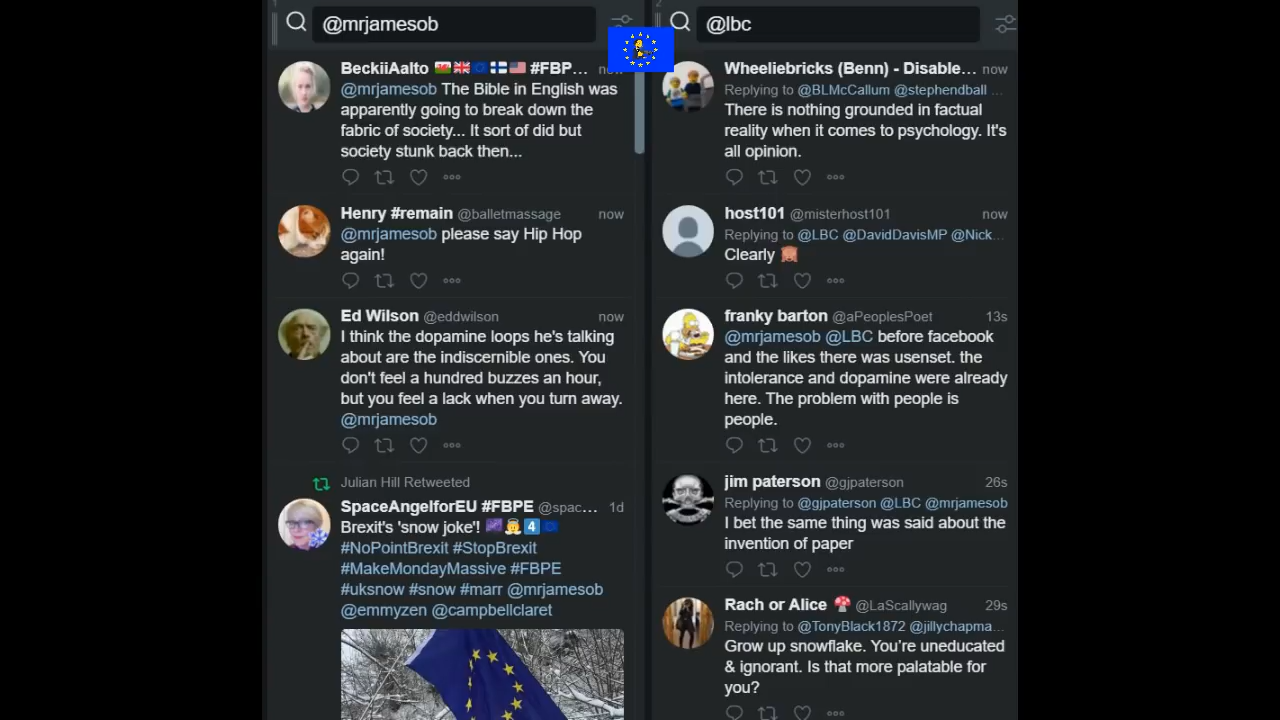 1
@mrjamesob
BeckiiAalto #FBP... now
@mrjamesob The Bible in English was
apparently going to break down the
fabric of society... It sort of did but
society stunk back then...
Henry #remain @balletmassage now
@mrjamesob please say Hip Hop
again!
Ed Wilson @eddwilson now
I think the dopamine loops he's talking
about are the indiscernible ones. You
don't feel a hundred buzzes an hour,
but you feel a lack when you turn away.
@mrjamesob
Julian Hill Retweeted
SpaceAngelforEU #FBPE @spac... 1d
Brexit's 'snow joke'! 4
#NoPointBrexit #StopBrexit
#MakeMondayMassive #FBPE
#uksnow #snow #marr @mrjamesob
@emmyzen @campbellclaret
2
@lbc
Wheeliebricks (Benn) - Disable... now
Replying to @BLMcCallum @stephendball ...
There is nothing grounded in factual
reality when it comes to psychology. It's
all opinion.
host101 @misterhost101 now
Replying to @LBC @DavidDavisMP @Nick...
Clearly
franky barton @aPeoplesPoet 13s
@mrjamesob @LBC before facebook
and the likes there was usenset. the
intolerance and dopamine were already
here. The problem with people is
people.
jim paterson @gjpaterson 26s
Replying to @gjpaterson @LBC @mrjamesob
I bet the same thing was said about the
invention of paper
Rach or Alice @LaScallywag 29s
Replying to @TonyBlack1872 @jillychapma...
Grow up snowflake. You're uneducated
& ignorant. Is that more palatable for
you?